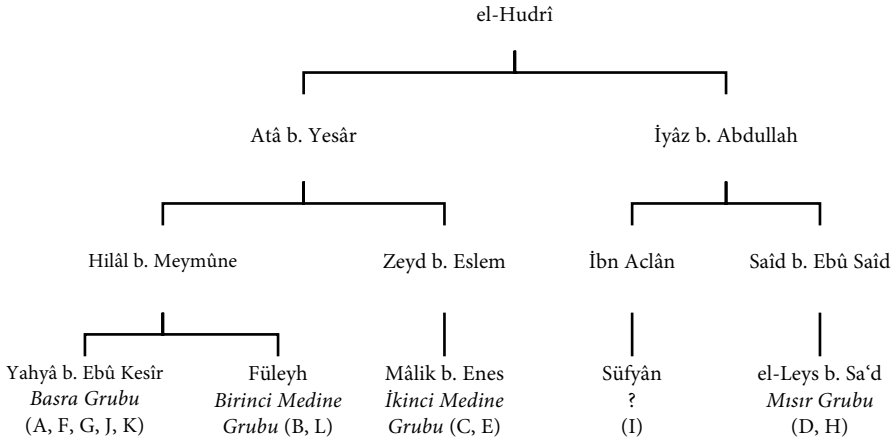 el-Hudrî
Atâ b. Yesâr
İyâz b. Abdullah
Hilâl b. Meymûne
Zeyd b. Eslem
İbn Aclân
Saîd b. Ebû Saîd
Yahyâ b. Ebû Kesîr
Basra Grubu
(A, F, G, J, K)
Füleyh
Birinci Medine
Grubu (B, L)
Mâlik b. Enes
İkinci Medine
Grubu (C, E)
Süfyân
?
(I)
el-Leys b. Sa‘d
Mısır Grubu
(D, H)